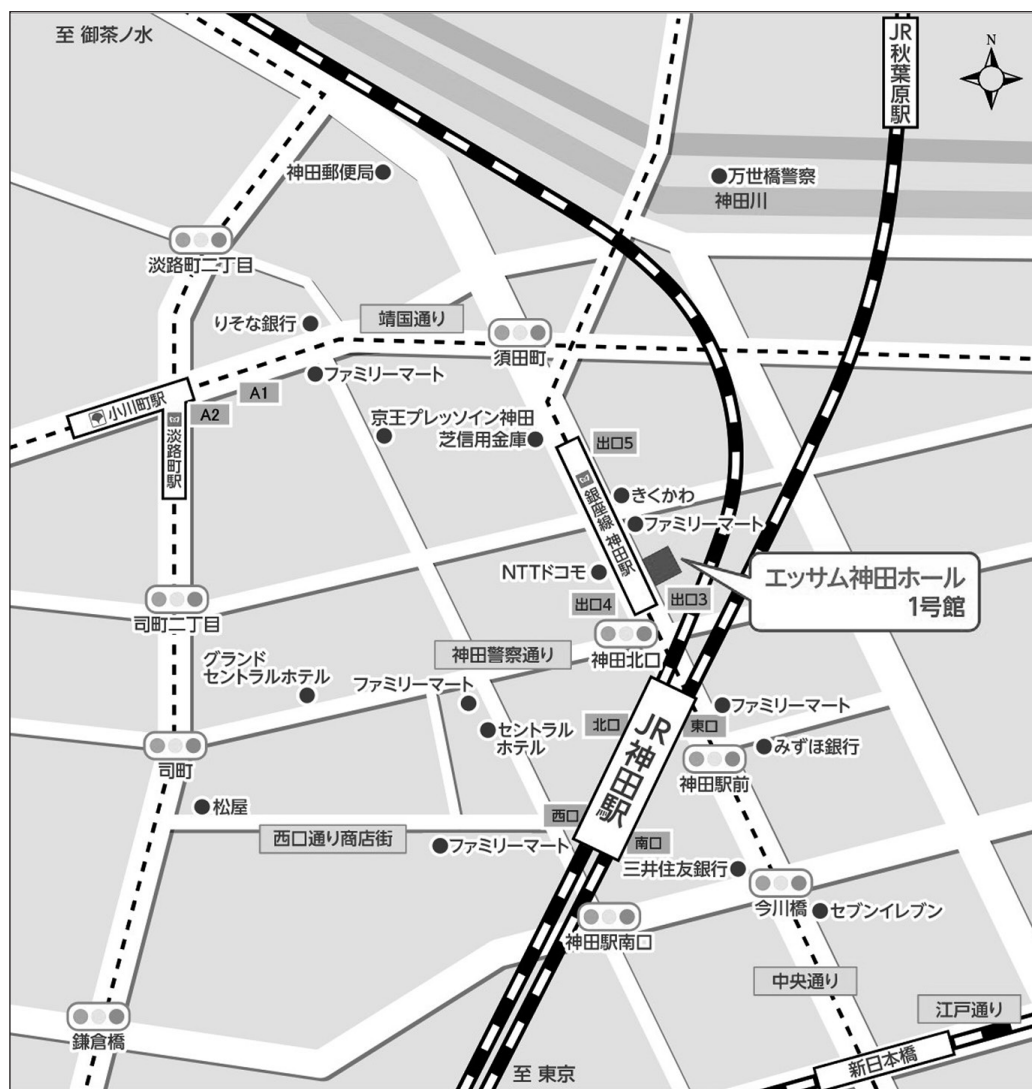 至 御茶ノ水
JR秋葉原駅
N
神田郵便局
万世橋警察
神田川
淡路町二丁目
りそな銀行
靖国通り
須田町
ファミリーマート
A1
A2
小川町駅
淡路町駅
京王プレッソイン神田
芝信用金庫
出口5
銀座線 神田駅
きくかわ
ファミリーマート
NTTドコモ
エッサム神田ホール
1号館
出口4
出口3
司町二丁目
神田北口
神田警察通り
グランド
セントラルホテル
ファミリーマート
セントラル
ホテル
北口
JR神田駅
東口
ファミリーマート
みずほ銀行
神田駅前
司町
松屋
西口
西口通り商店街
ファミリーマート
南口
三井住友銀行
今川橋
セブンイレブン
神田駅南口
中央通り
江戸通り
鎌倉橋
新日本橋
至 東京